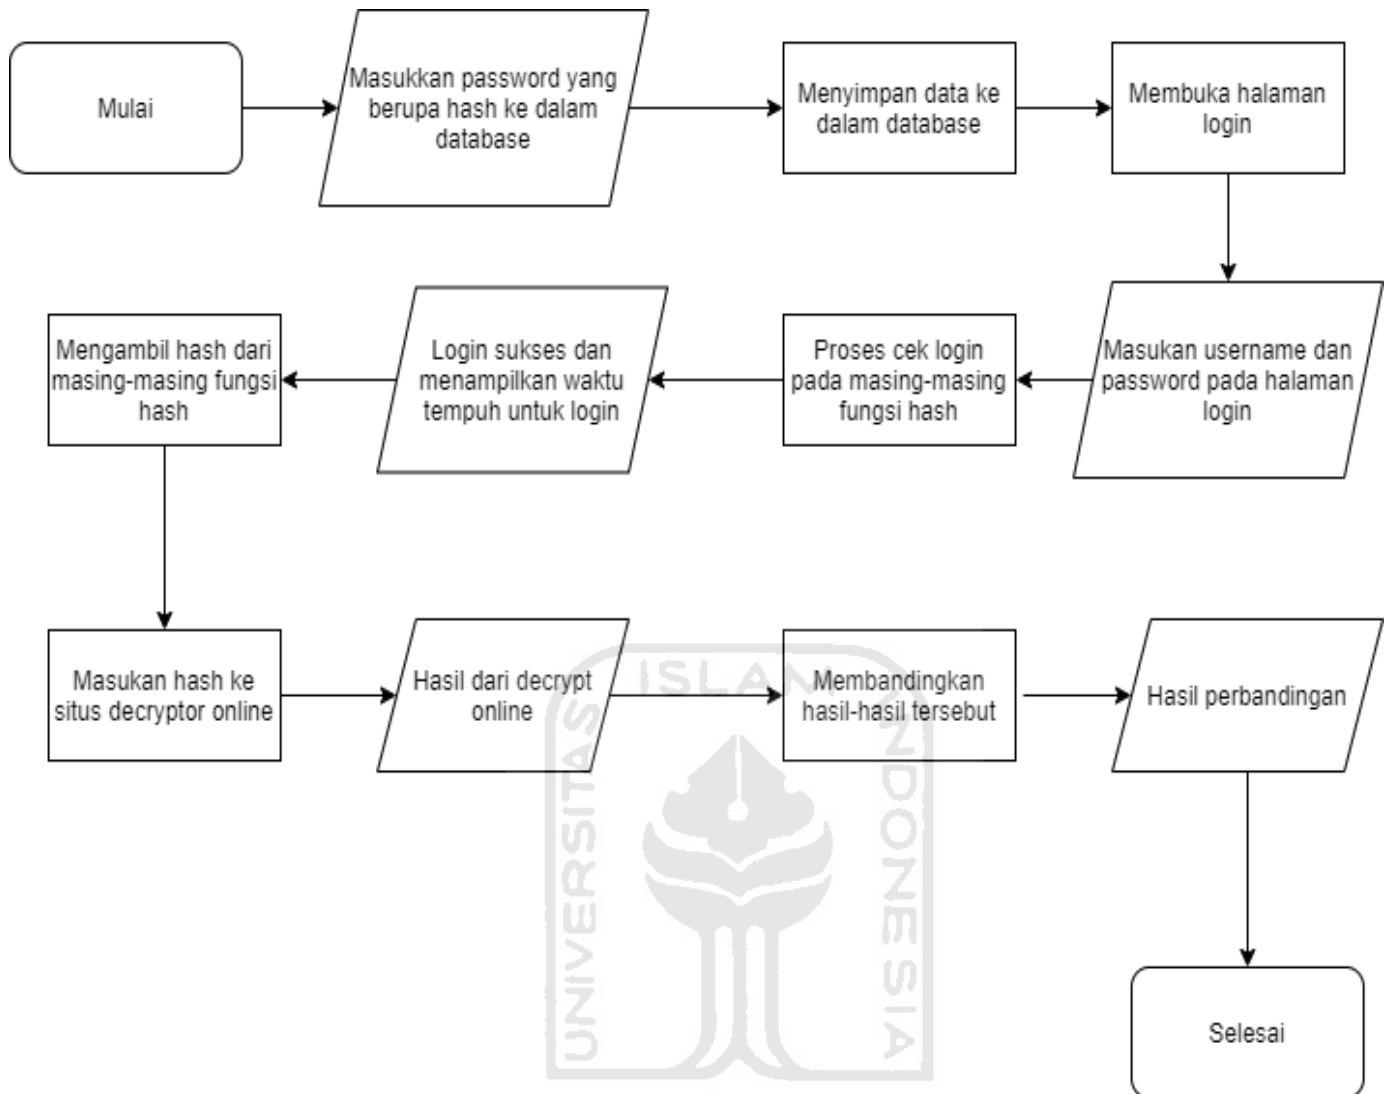 Mulai
Masukkan password yang
berupa hash ke dalam
database
Menyimpan data ke
dalam database
Membuka halaman
login
Masukan username dan
password pada halaman
login
Proses cek login
pada masing-masing
fungsi hash
Login sukses dan
menampilkan waktu
tempuh untuk login
Mengambil hash dari
masing-masing fungsi
hash
Masukan hash ke
situs decryptor online
Hasil dari decrypt
online
Membandingkan
hasil-hasil tersebut
Hasil perbandingan
Selesai
UNIVERSITAS
ISLAM
INDONESIA